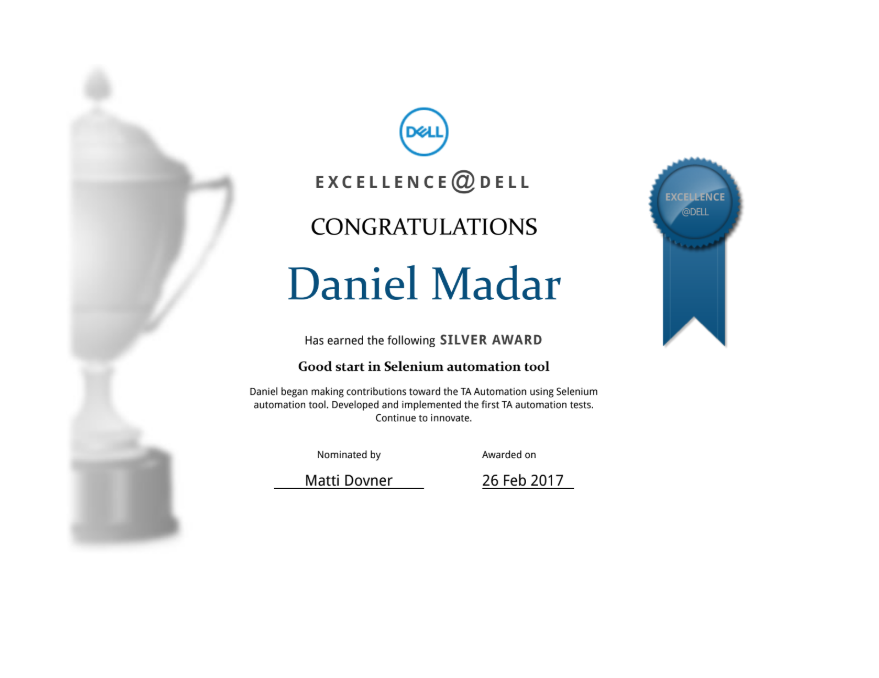 DELL
EXCELLENCE@DELL
CONGRATULATIONS
Daniel Madar
Has earned the following SILVER AWARD
Good start in Selenium automation tool
Daniel began making contributions toward the TA Automation using Selenium
automation tool. Developed and implemented the first TA automation tests.
Continue to innovate.
Nominated by
Matti Dovner
Awarded on
26 Feb 2017
EXCELLENCE
@DELL